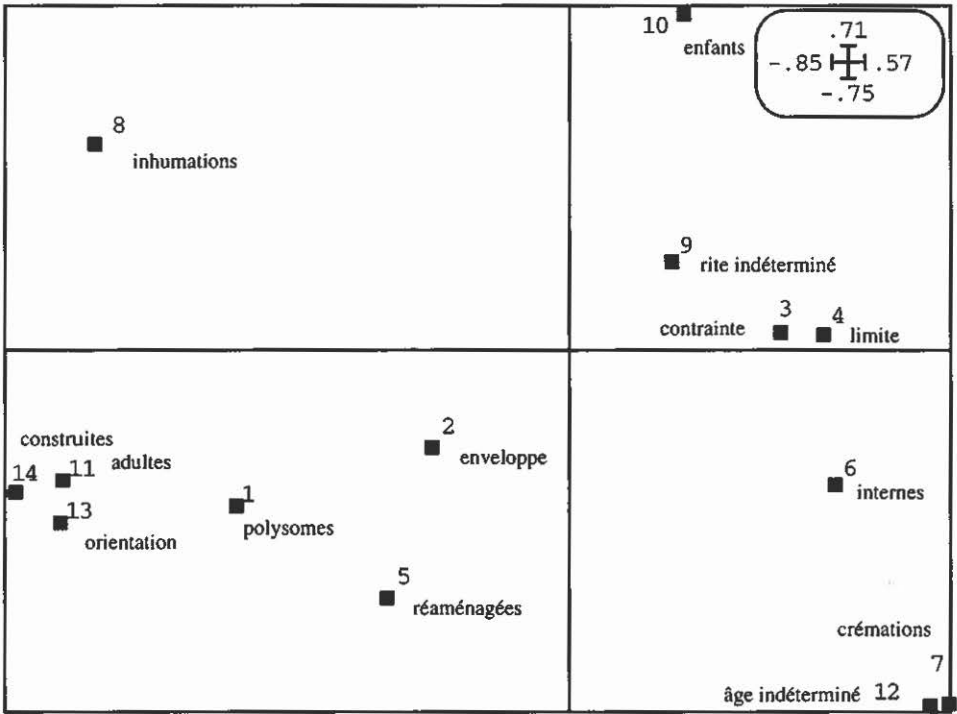 10
enfants
.71
-.85 .57
-.75
8
inhumations
9
rite indéterminé
3
contrainte
4
limite
2
enveloppe
construites
14
11
adultes
13
orientation
1
polysomes
5
réaménagées
6
internes
crémations
7
âge indéterminé 12